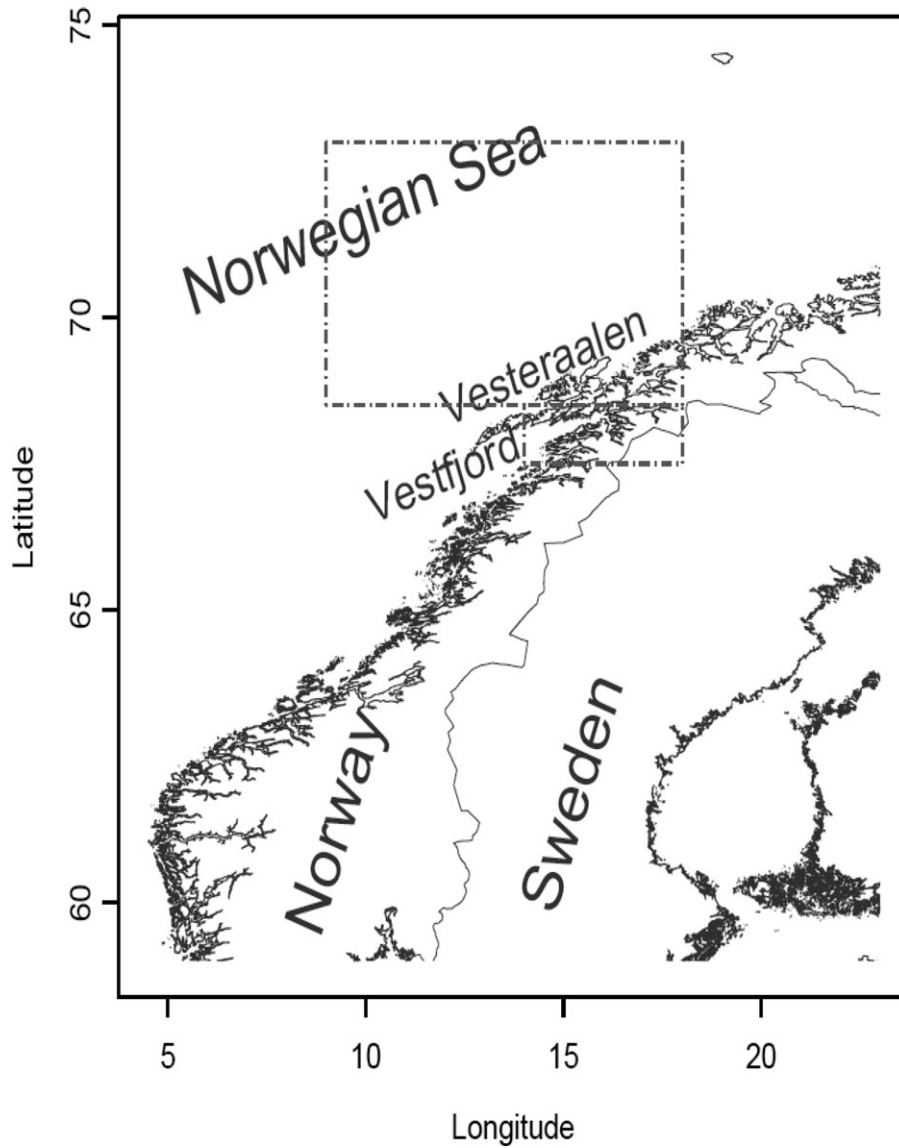 75
Norwegian Sea
70
Vesteraalen
Vestfjord
Latitude
65
Norway
Sweden
60
5 10 15 20
Longitude